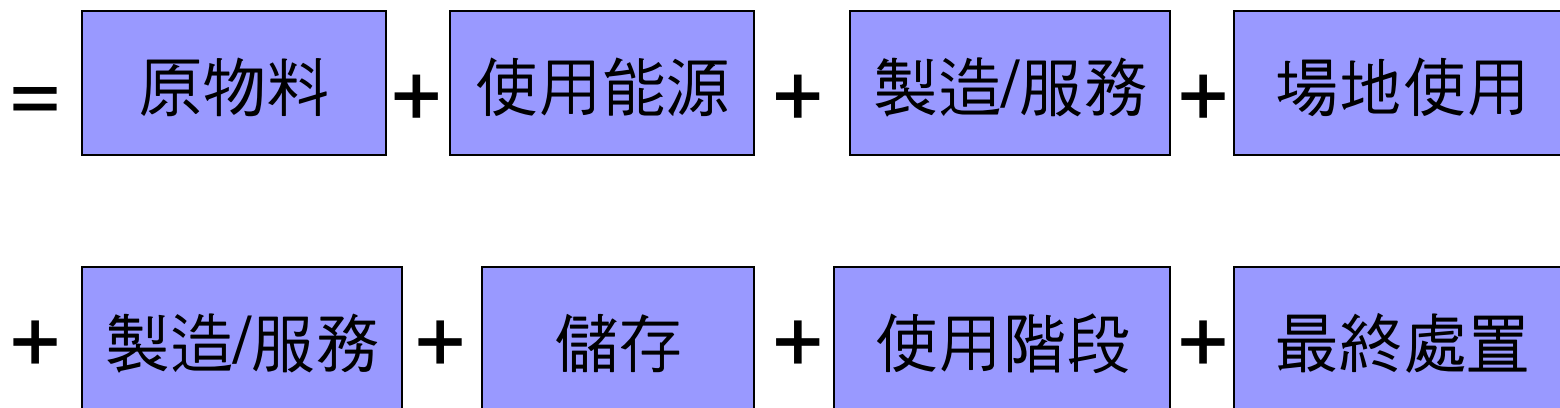 = 原物料 + 使用能源 + 製造/服務 + 場地使用
+ 製造/服務 + 儲存 + 使用階段 + 最終處置